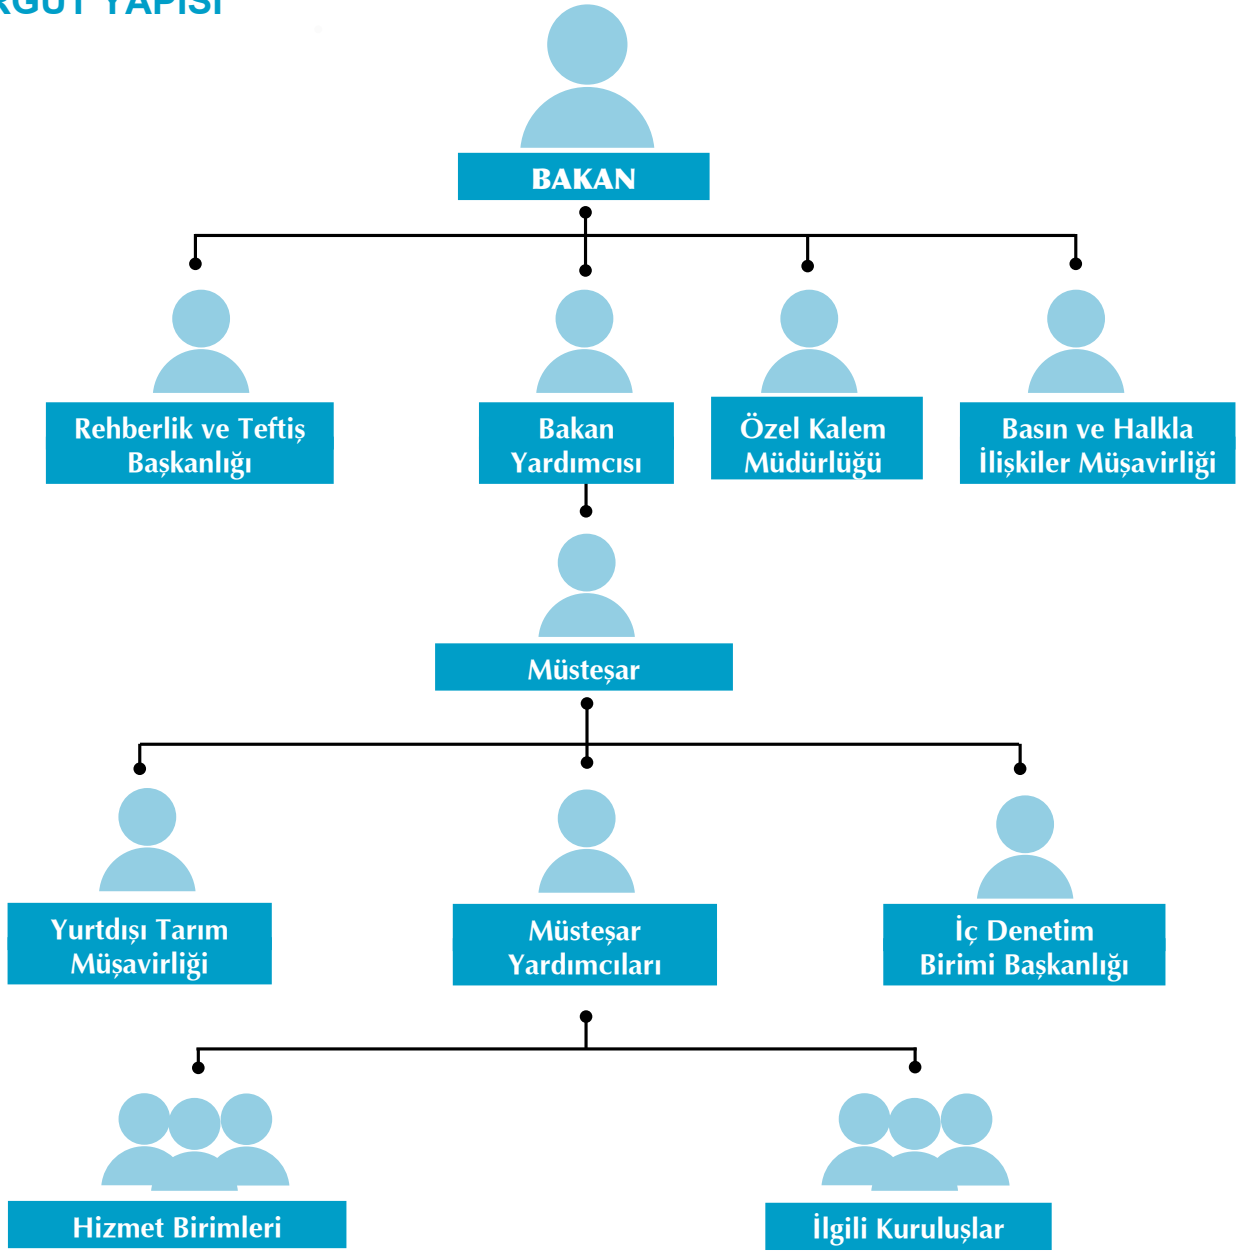 YAPISI
BAKAN
Rehberlik ve Teftiş
Başkanlığı
Bakan
Yardımcısı
Özel Kalem
Müdürlüğü
Basın ve Halkla
İlişkiler Müşavirliği
Müsteşar
Yurtdışı Tarım
Müşavirliği
Müsteşar
Yardımcıları
İç Denetim
Birimi Başkanlığı
Hizmet Birimleri
İlgili Kuruluşlar